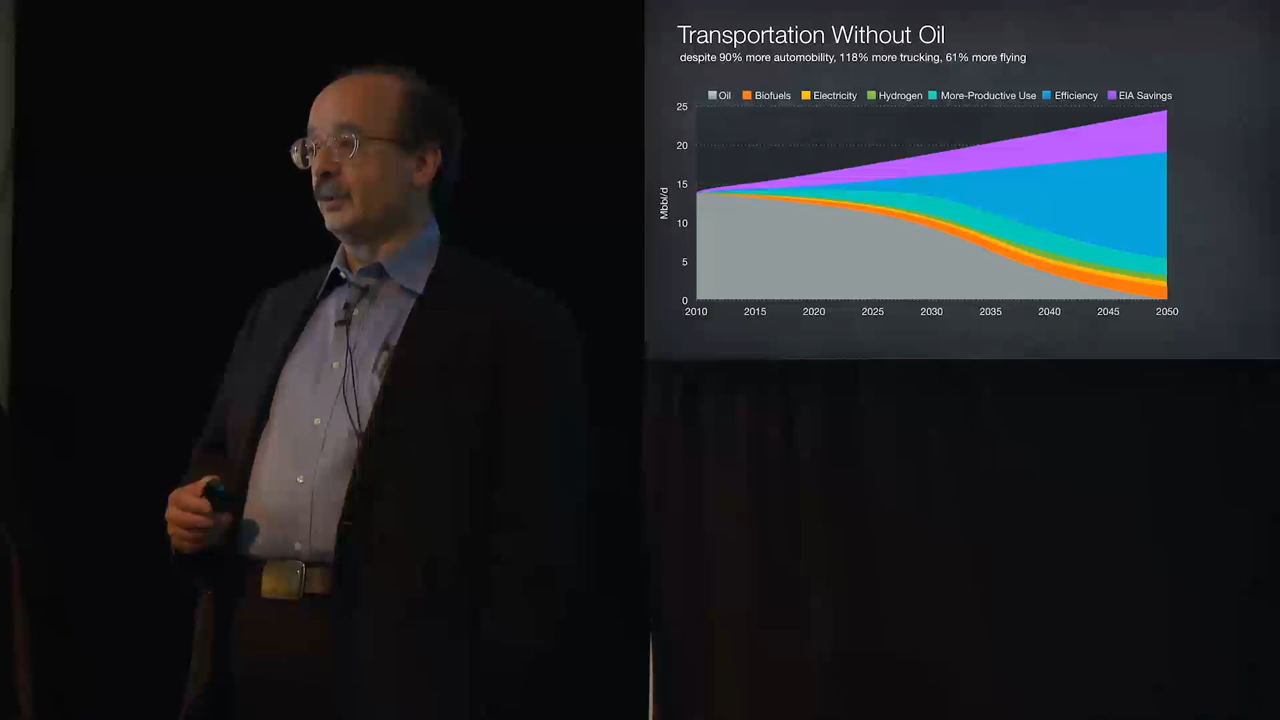 Transportation Without Oil
despite 90% more automobility, 118% more trucking, 61% more flying
Oil Biofuels Electricity Hydrogen More-Productive Use Efficiency EIA Savings
25
20
15
10
5
0
Mbbl/d
2010 2015 2020 2025 2030 2035 2040 2045 2050